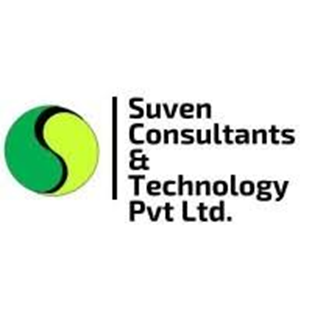 Suven
Consultants
&
Technology
Pvt Ltd.